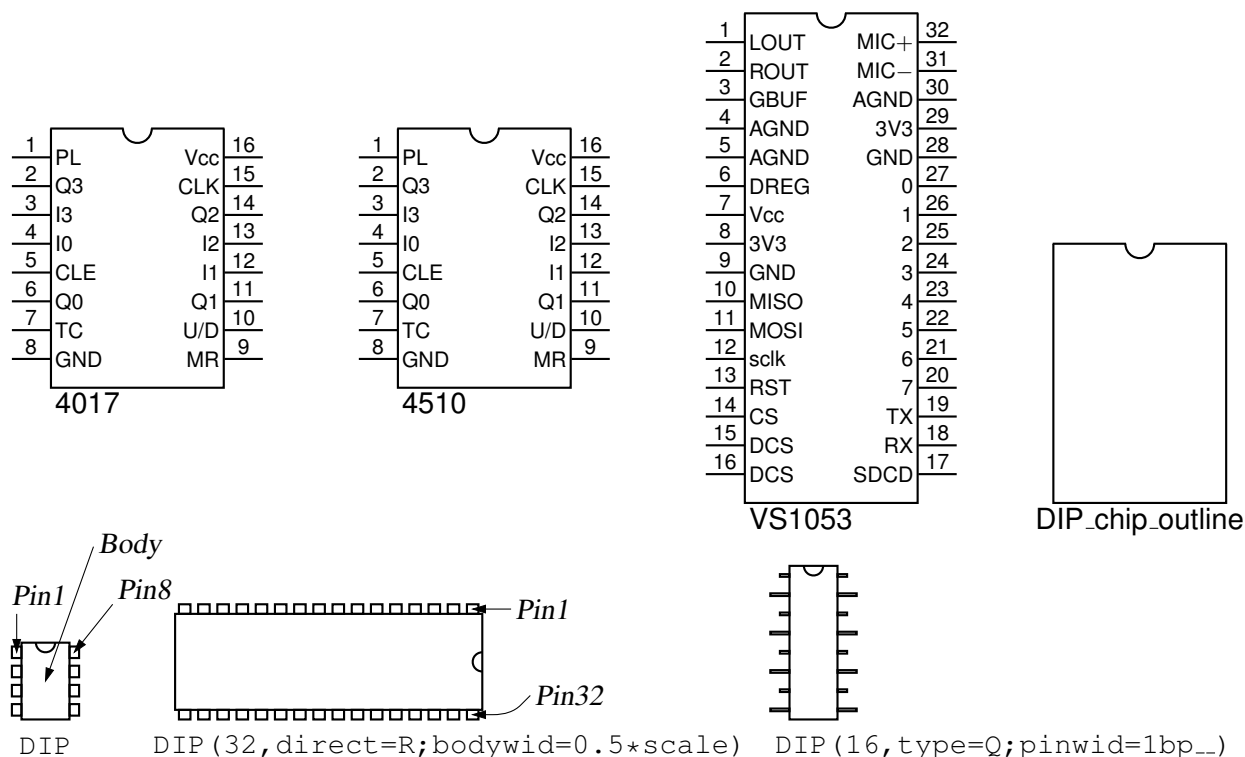 1 PL Vcc 16
2 Q3 CLK 15
3 I3 Q2 14
4 I0 I2 13
5 CLE I1 12
6 Q0 Q1 11
7 TC U/D 10
8 GND MR 9
4017
1 PL Vcc 16
2 Q3 CLK 15
3 I3 Q2 14
4 I0 I2 13
5 CLE I1 12
6 Q0 Q1 11
7 TC U/D 10
8 GND MR 9
4510
1 LOUT MIC+ 32
2 ROUT MIC− 31
3 GBUF AGND 30
4 AGND 3V3 29
5 AGND GND 28
6 DREG 0 27
7 Vcc 1 26
8 3V3 2 25
9 GND 3 24
10 MISO 4 23
11 MOSI 5 22
12 sclk 6 21
13 RST 7 20
14 CS TX 19
15 DCS RX 18
16 DCS SDCD 17
VS1053
DIP_chip_outline
Body
Pin1 Pin8
DIP
Pin1
Pin32
DIP(32,direct=R;bodywid=0.5*scale)
DIP(16,type=Q;pinwid=1bp__)